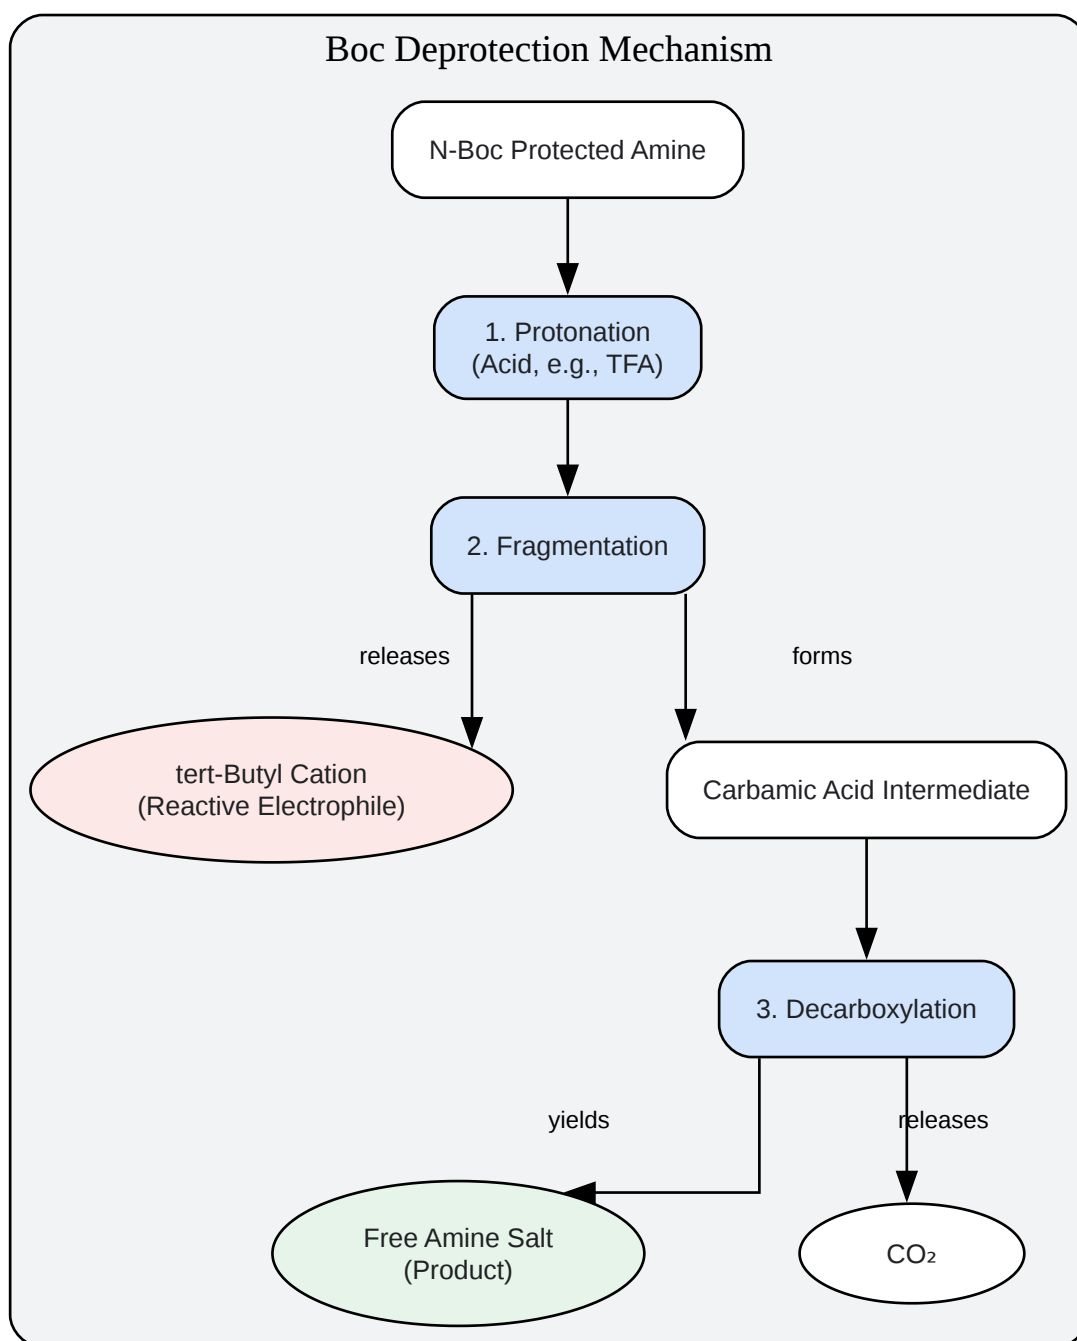 Boc Deprotection Mechanism
N-Boc Protected Amine
1. Protonation
(Acid, e.g., TFA)
2. Fragmentation
releases
forms
tert-Butyl Cation
(Reactive Electrophile)
Carbamic Acid Intermediate
3. Decarboxylation
yields
releases
Free Amine Salt
(Product)
CO₂